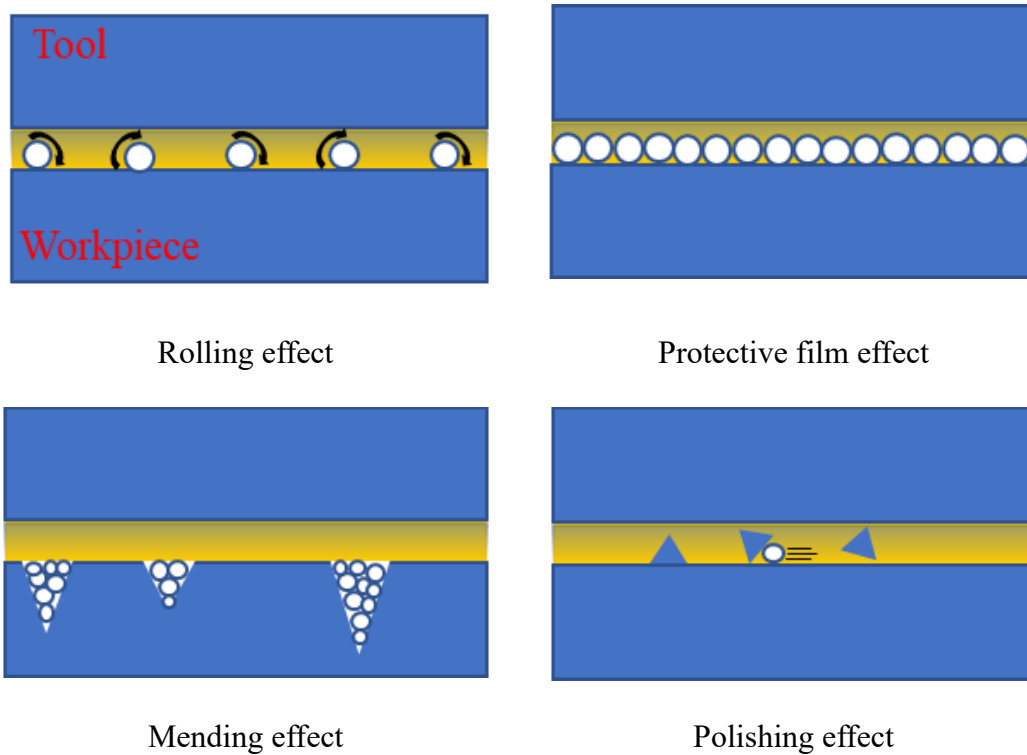 Tool
Workpiece
Rolling effect
Protective film effect
Mending effect
Polishing effect